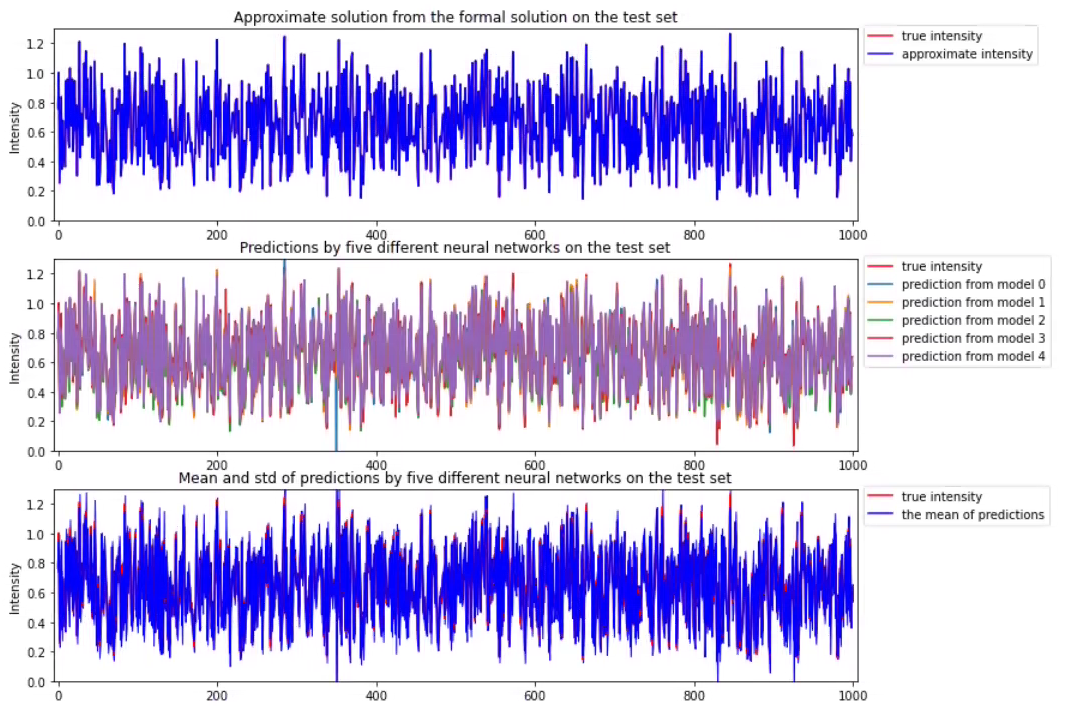 Approximate solution from the formal solution on the test set
Intensity
1.2
1.0
0.8
0.6
0.4
0.2
0.0
0 200 400 600 800 1000
true intensity
approximate intensity
Predictions by five different neural networks on the test set
Intensity
1.2
1.0
0.8
0.6
0.4
0.2
0.0
0 200 400 600 800 1000
true intensity
prediction from model 0
prediction from model 1
prediction from model 2
prediction from model 3
prediction from model 4
Mean and std of predictions by five different neural networks on the test set
Intensity
1.2
1.0
0.8
0.6
0.4
0.2
0.0
0 200 400 600 800 1000
true intensity
the mean of predictions